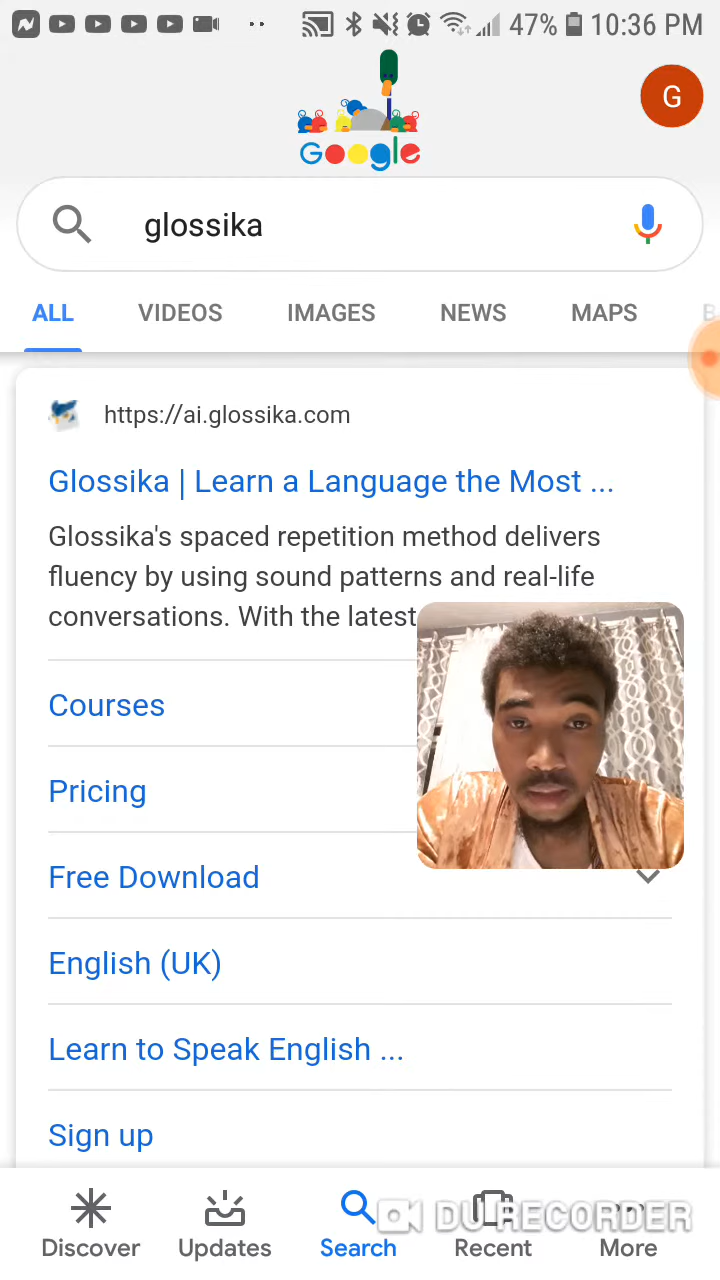 47% 10:36 PM
Google
G
glossika
ALL VIDEOS IMAGES NEWS MAPS
https://ai.glossika.com
Glossika | Learn a Language the Most ...
Glossika's spaced repetition method delivers
fluency by using sound patterns and real-life
conversations. With the latest
Courses
Pricing
Free Download
English (UK)
Learn to Speak English ...
Sign up
DU RECORDER
Discover Updates Search Recent More